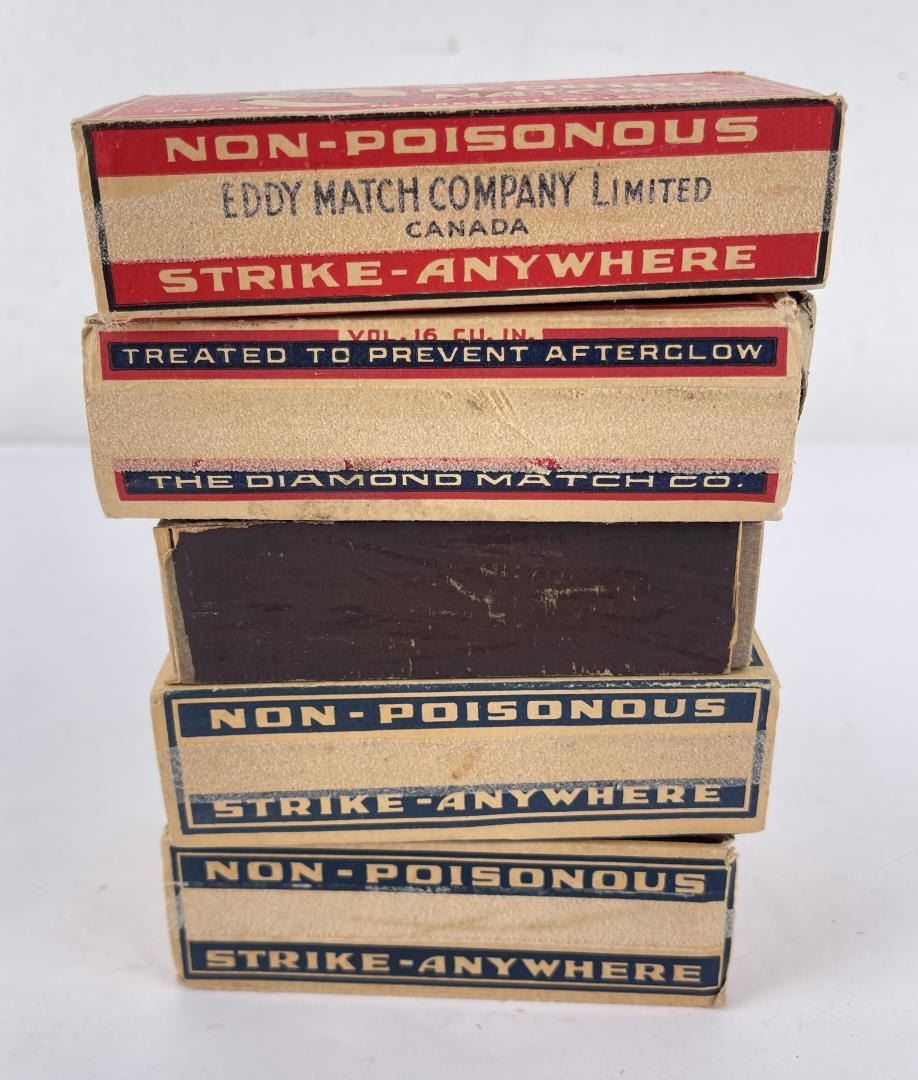 NON-POISONOUS
EDDY MATCH COMPANY LIMITED
CANADA
STRIKE-ANYWHERE
VOL. 16 CU. IN.
TREATED TO PREVENT AFTERGLOW
THE DIAMOND MATCH CO.
NON-POISONOUS
STRIKE-ANYWHERE
NON-POISONOUS
STRIKE-ANYWHERE